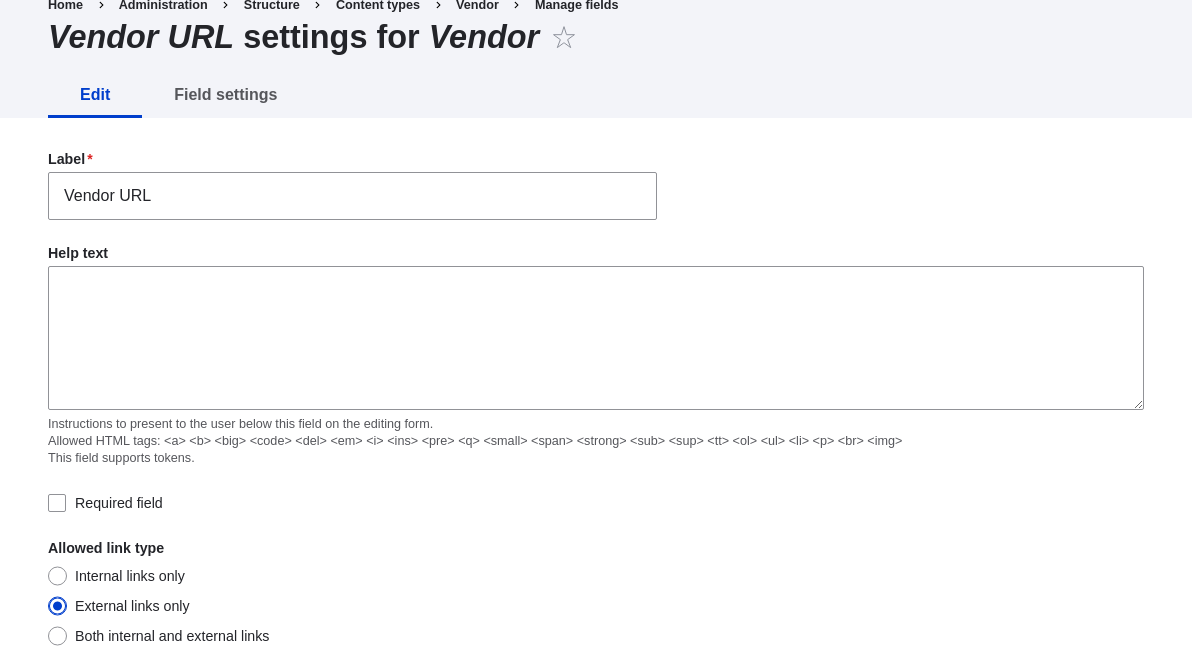 Home > Administration > Structure > Content types > Vendor > Manage fields
Vendor URL settings for Vendor ☆
Edit Field settings
Label*
Vendor URL
Help text
Instructions to present to the user below this field on the editing form.
Allowed HTML tags: <a> <b> <big> <code> <del> <em> <i> <ins> <pre> <q> <small> <span> <strong> <sub> <sup> <tt> <ol> <ul> <li> <p> <br> <img>
This field supports tokens.
Required field
Allowed link type
Internal links only
External links only
Both internal and external links